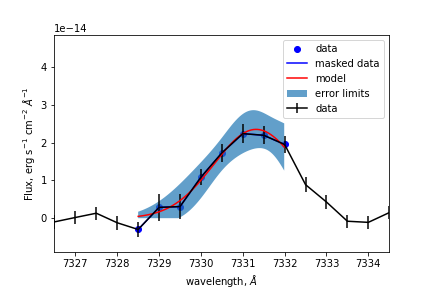 1e−14
data
masked data
model
error limits
data
4
3
2
1
0
Flux, erg s⁻¹ cm⁻² Å⁻¹
7327 7328 7329 7330 7331 7332 7333 7334
wavelength, Å